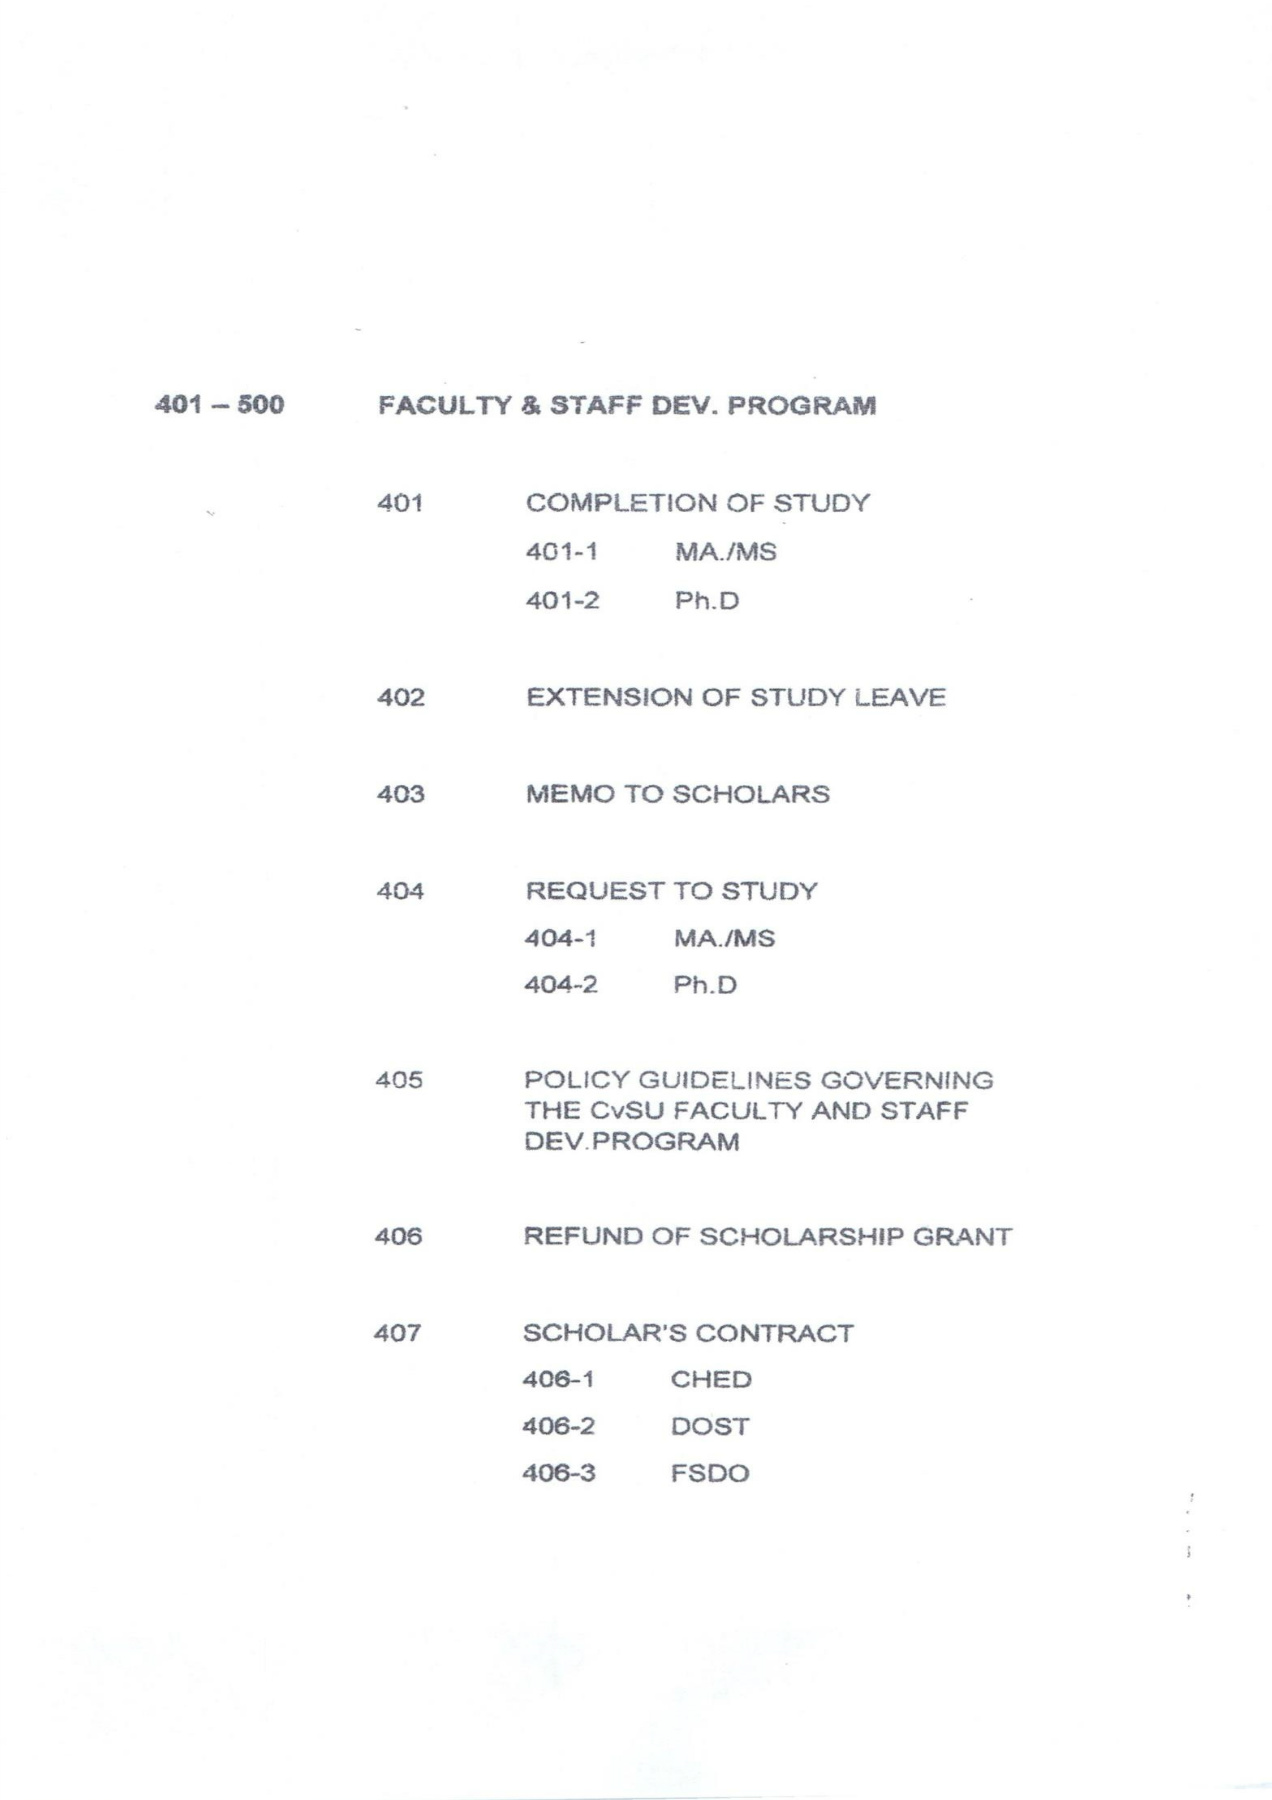 401 – 500 FACULTY & STAFF DEV. PROGRAM
401 COMPLETION OF STUDY
401-1 MA./MS
401-2 Ph.D
402 EXTENSION OF STUDY LEAVE
403 MEMO TO SCHOLARS
404 REQUEST TO STUDY
404-1 MA./MS
404-2 Ph.D
405 POLICY GUIDELINES GOVERNING
THE CvSU FACULTY AND STAFF
DEV.PROGRAM
406 REFUND OF SCHOLARSHIP GRANT
407 SCHOLAR'S CONTRACT
406-1 CHED
406-2 DOST
406-3 FSDO